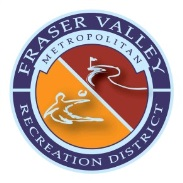 FRASER VALLEY
METROPOLITAN
RECREATION DISTRICT